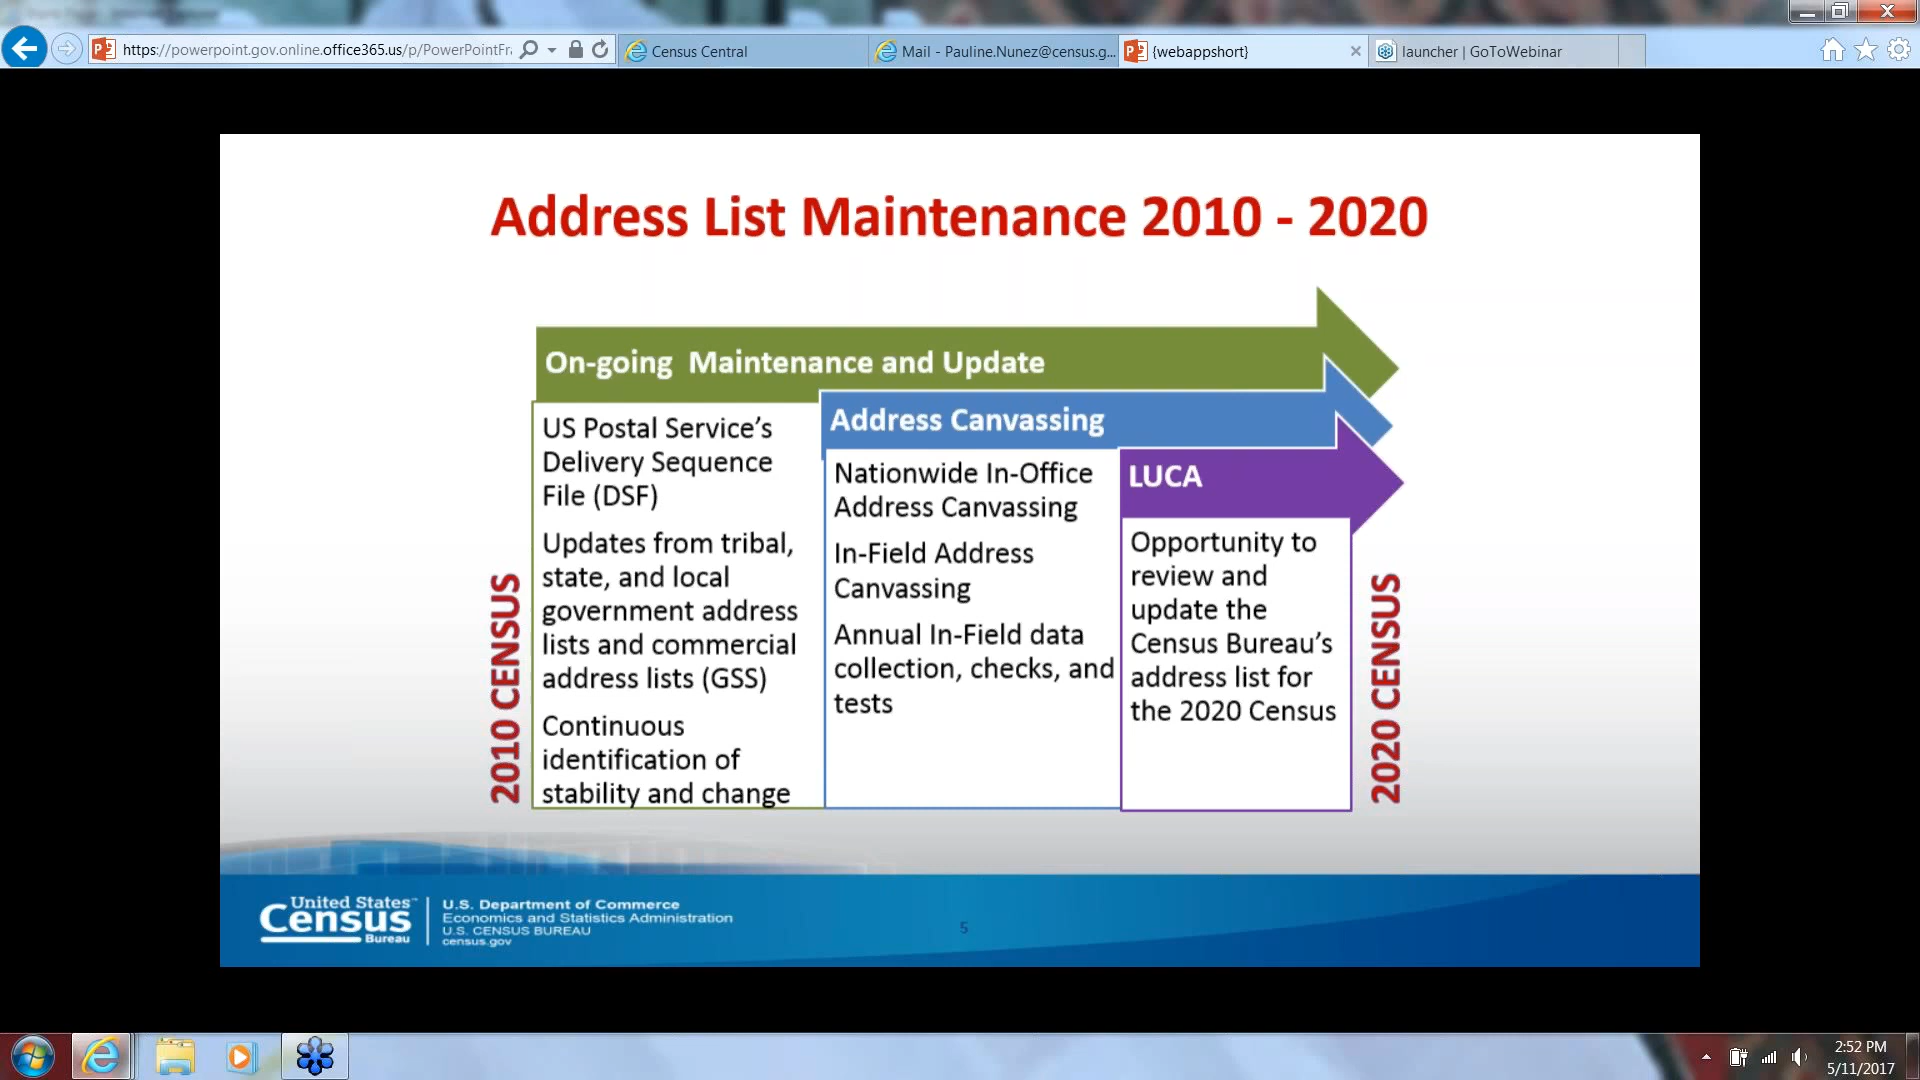 https://powerpoint.gov.online.office365.us/p/PowerPointFr
Census Central
Mail - Pauline.Nunez@census.g...
{webappshort}
launcher | GoToWebinar
Address List Maintenance 2010 - 2020
On-going Maintenance and Update
US Postal Service's
Delivery Sequence
File (DSF)
Updates from tribal,
state, and local
government address
lists and commercial
address lists (GSS)
Continuous
identification of
stability and change
Address Canvassing
Nationwide In-Office
Address Canvassing
In-Field Address
Canvassing
Annual In-Field data
collection, checks, and
tests
LUCA
Opportunity to
review and
update the
Census Bureau's
address list for
the 2020 Census
2010 CENSUS
2020 CENSUS
United States™
Census
Bureau
U.S. Department of Commerce
Economics and Statistics Administration
U.S. CENSUS BUREAU
census.gov
5
2:52 PM
5/11/2017